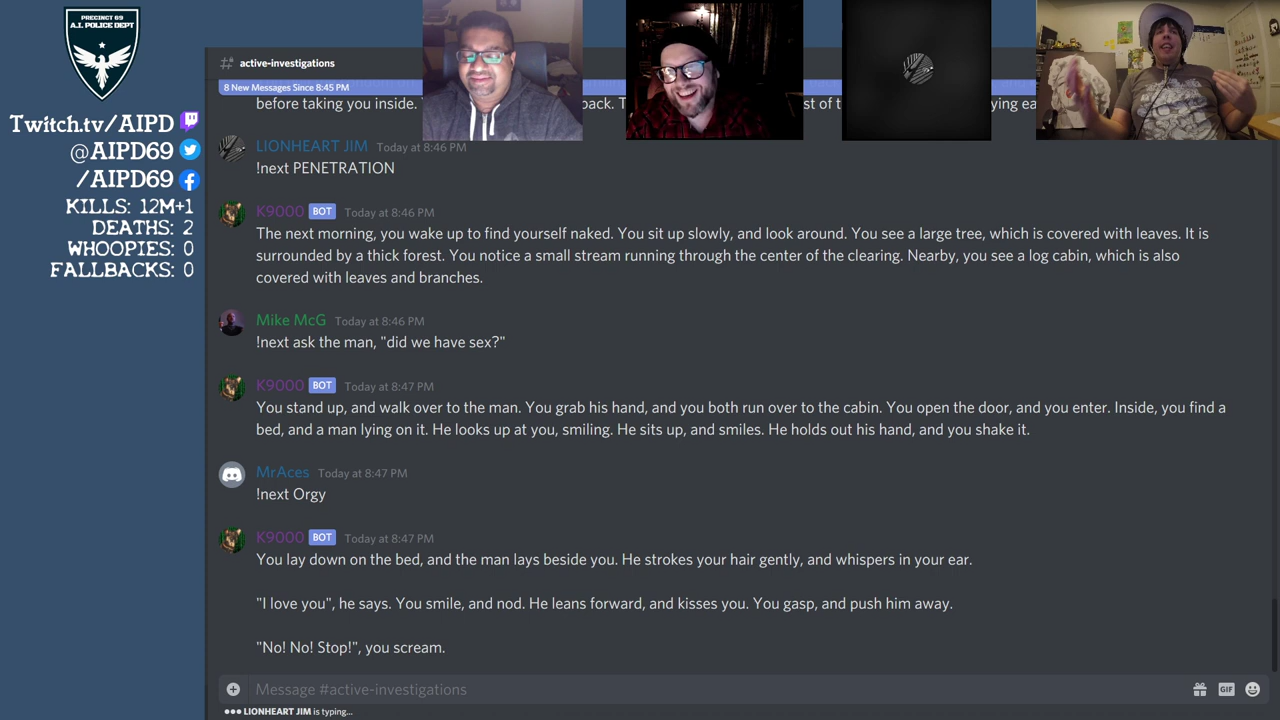 PRECINCT 69
A.I. POLICE DEPT
Twitch.tv/AIPD
@AIPD69
/AIPD69
KILLS: 12M+1
DEATHS: 2
WHOOPIES: 0
FALLBACKS: 0
active-investigations
8 New Messages Since 8:45 PM
before taking you inside.
LIONHEART JIM Today at 8:46 PM
!next PENETRATION
K9000 BOT Today at 8:46 PM
The next morning, you wake up to find yourself naked. You sit up slowly, and look around. You see a large tree, which is covered with leaves. It is
surrounded by a thick forest. You notice a small stream running through the center of the clearing. Nearby, you see a log cabin, which is also
covered with leaves and branches.
Mike McG Today at 8:46 PM
!next ask the man, "did we have sex?"
K9000 BOT Today at 8:47 PM
You stand up, and walk over to the man. You grab his hand, and you both run over to the cabin. You open the door, and you enter. Inside, you find a
bed, and a man lying on it. He looks up at you, smiling. He sits up, and smiles. He holds out his hand, and you shake it.
MrAces Today at 8:47 PM
!next Orgy
K9000 BOT Today at 8:47 PM
You lay down on the bed, and the man lays beside you. He strokes your hair gently, and whispers in your ear.
"I love you", he says. You smile, and nod. He leans forward, and kisses you. You gasp, and push him away.
"No! No! Stop!", you scream.
Message #active-investigations
GIF
LIONHEART JIM is typing...